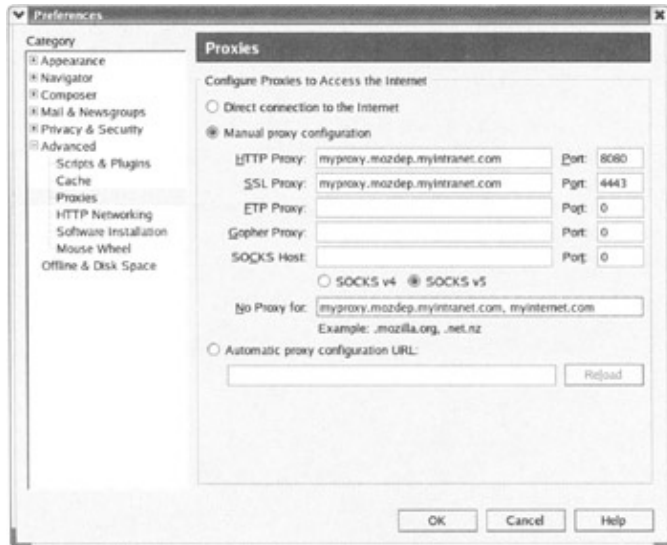 Preferences
Category
Appearance
Navigator
Composer
Mail & Newsgroups
Privacy & Security
Advanced
Scripts & Plugins
Cache
Proxies
HTTP Networking
Software Installation
Mouse Wheel
Offline & Disk Space
Proxies
Configure Proxies to Access the Internet
Direct connection to the Internet
Manual proxy configuration
HTTP Proxy: myproxy.mozdep.myintranet.com Port: 8080
SSL Proxy: myproxy.mozdep.myintranet.com Port: 4443
FTP Proxy: Port: 0
Gopher Proxy: Port: 0
SOCKS Host: Port: 0
SOCKS v4 SOCKS v5
No Proxy for: myproxy.mozdep.myintranet.com, myinternet.com
Example: .mozilla.org, .net.nz
Automatic proxy configuration URL:
Reload
OK Cancel Help